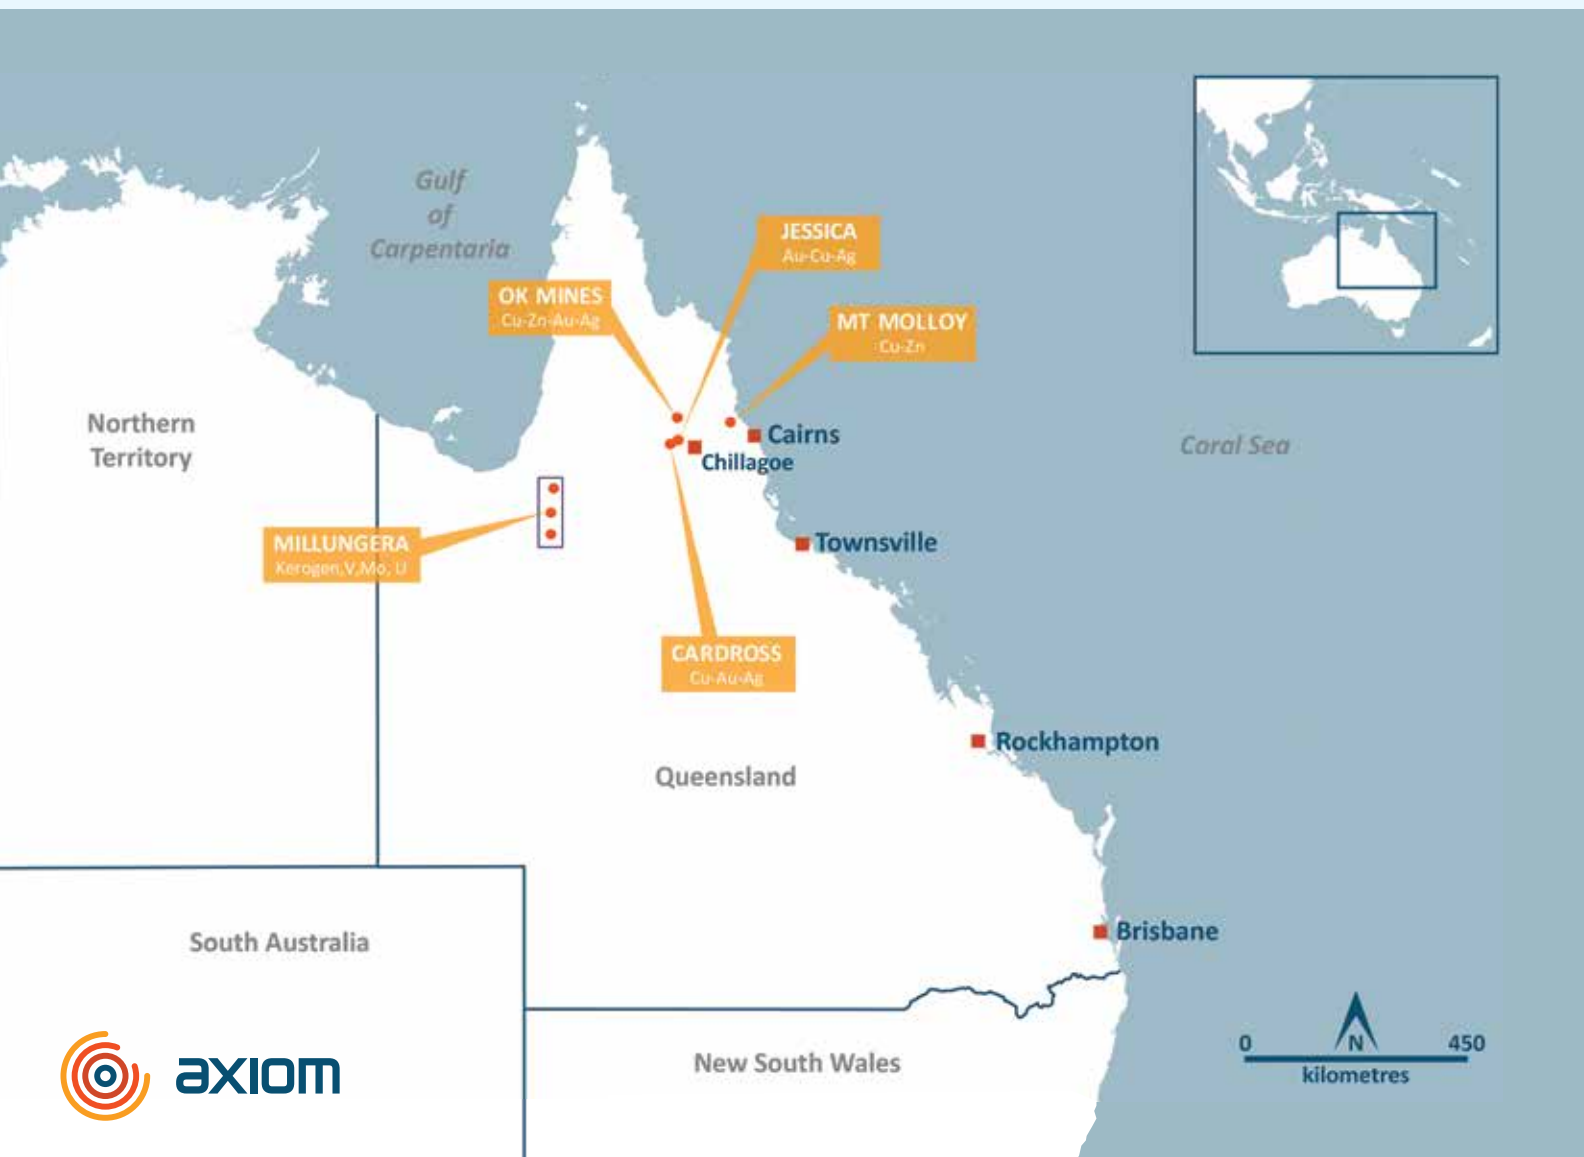 Gulf
of
Carpentaria
JESSICA
Au-Cu-Ag
OK MINES
Cu-Zn-Au-Ag
MT MOLLOY
Cu-Zn
Northern
Territory
Cairns
Chillagoe
Coral Sea
MILLUNGERA
Kerogen,V,Mo, U
Townsville
CARDROSS
Cu-Au-Ag
Rockhampton
Queensland
Brisbane
South Australia
New South Wales
0 N 450
kilometres
axiom